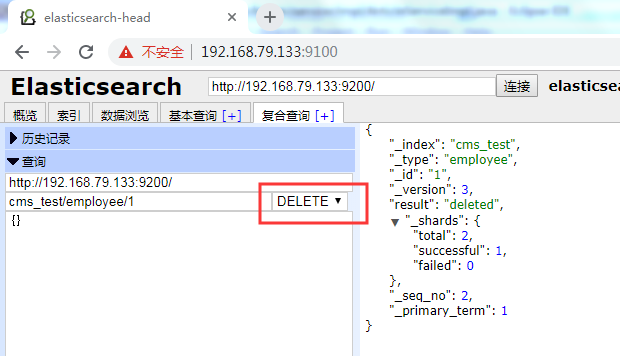 elasticsearch-head
不安全 192.168.79.133:9100
Elasticsearch http://192.168.79.133:9200/ 连接 elasticsea
概览 索引 数据浏览 基本查询 [+] 复合查询 [+]
历史记录
查询
http://192.168.79.133:9200/
cms_test/employee/1 DELETE
{}
{
"_index": "cms_test",
"_type": "employee",
"_id": "1",
"_version": 3,
"result": "deleted",
"_shards": {
"total": 2,
"successful": 1,
"failed": 0
},
"_seq_no": 2,
"_primary_term": 1
}